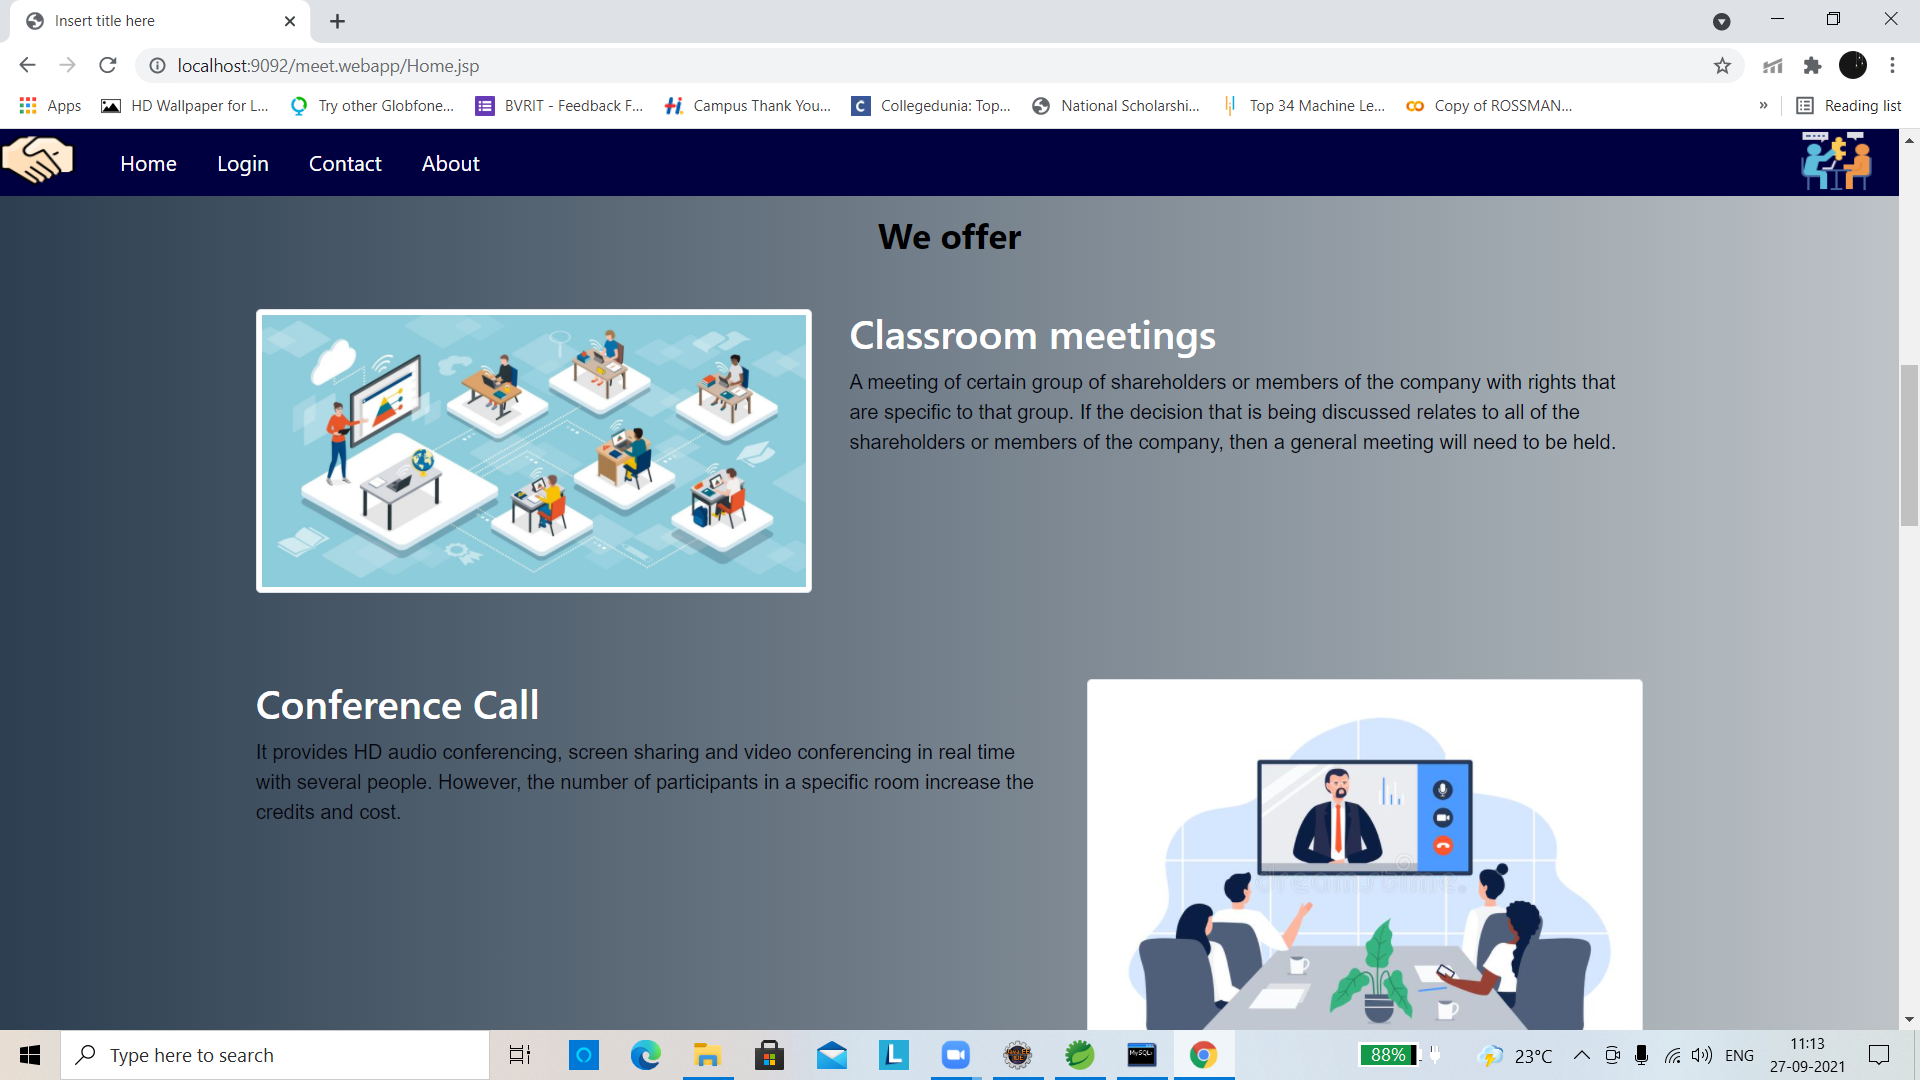 Insert title here
localhost:9092/meet.webapp/Home.jsp
Apps
HD Wallpaper for L...
Try other Globfone...
BVRIT - Feedback F...
Campus Thank You...
Collegedunia: Top...
National Scholarshi...
Top 34 Machine Le...
Copy of ROSSMAN...
»
Reading list
Home Login Contact About
We offer
Classroom meetings
A meeting of certain group of shareholders or members of the company with rights that
are specific to that group. If the decision that is being discussed relates to all of the
shareholders or members of the company, then a general meeting will need to be held.
Conference Call
It provides HD audio conferencing, screen sharing and video conferencing in real time
with several people. However, the number of participants in a specific room increase the
credits and cost.
dreamstime.
Type here to search
88%
23°C
ENG
11:13
27-09-2021